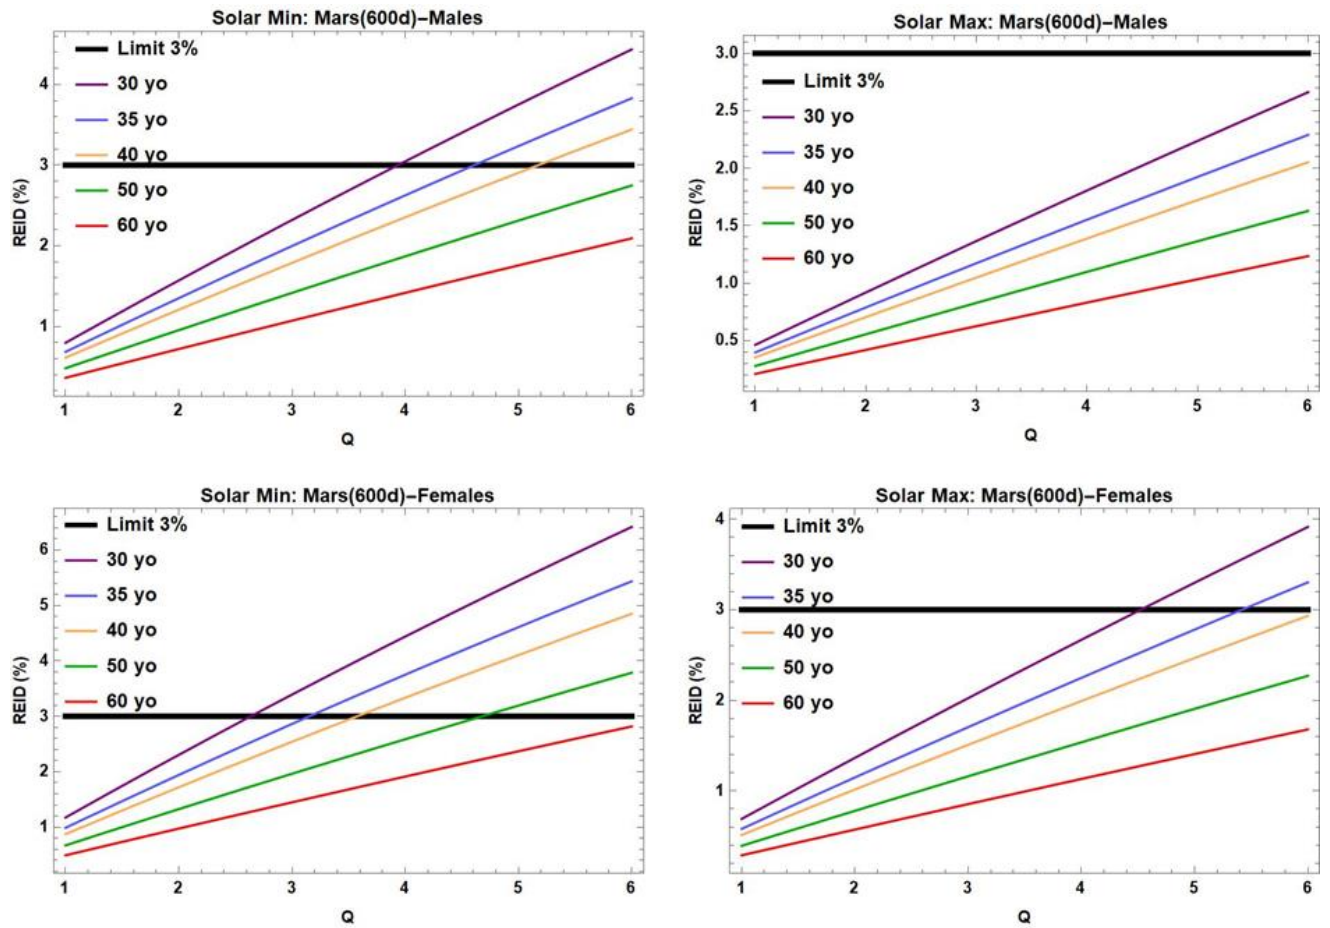 Solar Min: Mars(600d)–Males
Limit 3%
30 yo
35 yo
40 yo
50 yo
60 yo
REID (%)
4
3
2
1
1 2 3 4 5 6
Q
Solar Max: Mars(600d)–Males
Limit 3%
30 yo
35 yo
40 yo
50 yo
60 yo
REID (%)
3.0
2.5
2.0
1.5
1.0
0.5
1 2 3 4 5 6
Q
Solar Min: Mars(600d)–Females
Limit 3%
30 yo
35 yo
40 yo
50 yo
60 yo
REID (%)
6
5
4
3
2
1
1 2 3 4 5 6
Q
Solar Max: Mars(600d)–Females
Limit 3%
30 yo
35 yo
40 yo
50 yo
60 yo
REID (%)
4
3
2
1
1 2 3 4 5 6
Q